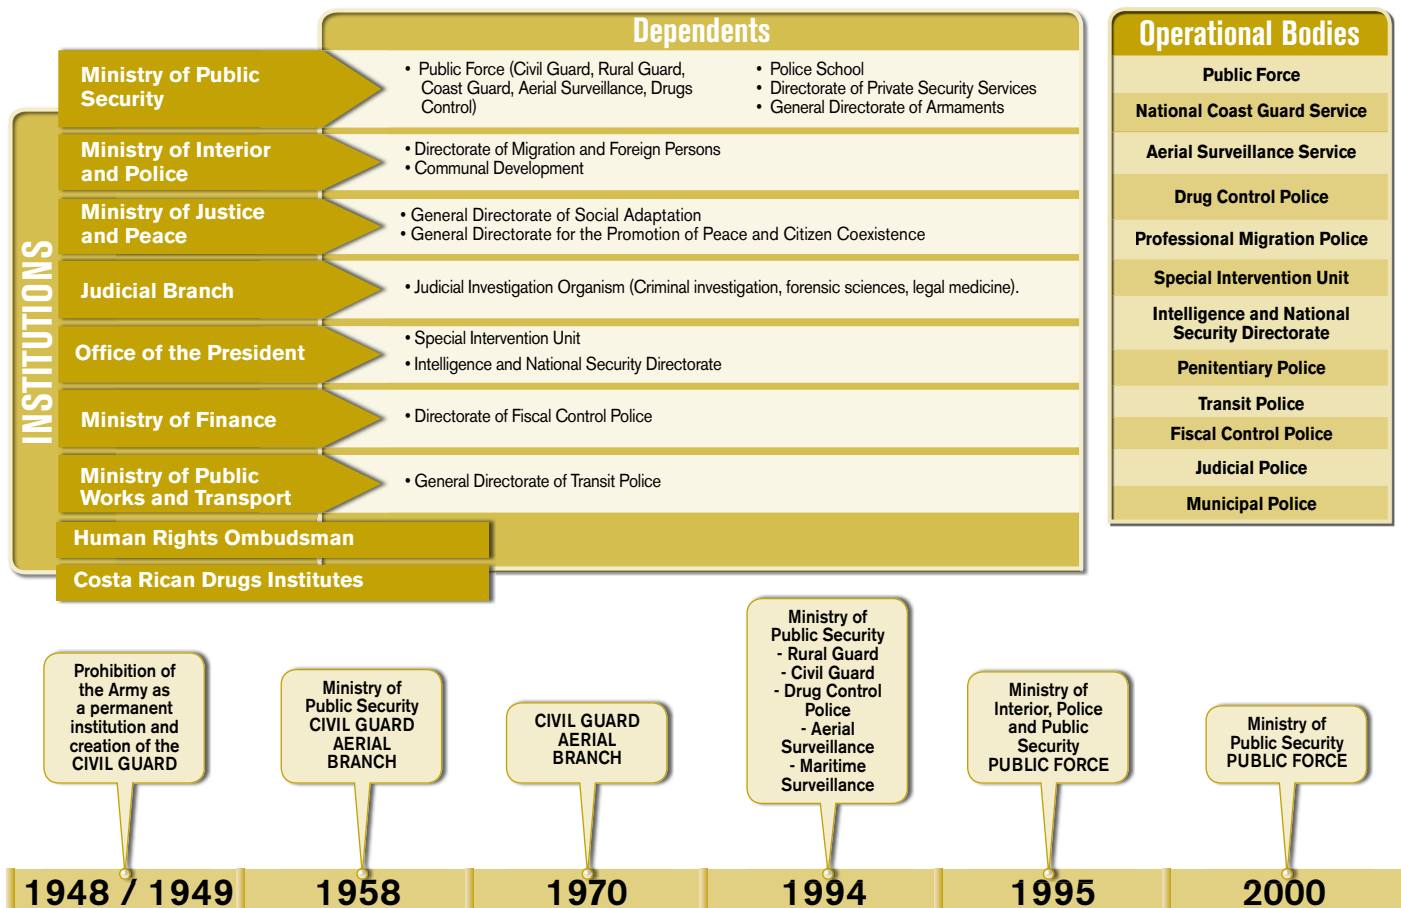 Dependents
INSTITUTIONS
Ministry of Public
Security
• Public Force (Civil Guard, Rural Guard,
Coast Guard, Aerial Surveillance, Drugs
Control)
• Police School
• Directorate of Private Security Services
• General Directorate of Armaments
Ministry of Interior
and Police
• Directorate of Migration and Foreign Persons
• Communal Development
Ministry of Justice
and Peace
• General Directorate of Social Adaptation
• General Directorate for the Promotion of Peace and Citizen Coexistence
Judicial Branch
• Judicial Investigation Organism (Criminal investigation, forensic sciences, legal medicine).
Office of the President
• Special Intervention Unit
• Intelligence and National Security Directorate
Ministry of Finance
• Directorate of Fiscal Control Police
Ministry of Public
Works and Transport
• General Directorate of Transit Police
Human Rights Ombudsman
Costa Rican Drugs Institutes
Operational Bodies
Public Force
National Coast Guard Service
Aerial Surveillance Service
Drug Control Police
Professional Migration Police
Special Intervention Unit
Intelligence and National
Security Directorate
Penitentiary Police
Transit Police
Fiscal Control Police
Judicial Police
Municipal Police
Prohibition of
the Army as
a permanent
institution and
creation of the
CIVIL GUARD
Ministry of
Public Security
CIVIL GUARD
AERIAL
BRANCH
CIVIL GUARD
AERIAL
BRANCH
Ministry of
Public Security
- Rural Guard
- Civil Guard
- Drug Control
Police
- Aerial
Surveillance
- Maritime
Surveillance
Ministry of
Interior, Police
and Public
Security
PUBLIC FORCE
Ministry of
Public Security
PUBLIC FORCE
1948 / 1949
1958
1970
1994
1995
2000